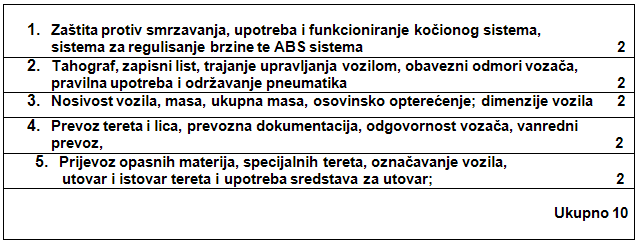 1. Zaštita protiv smrzavanja, upotreba i funkcioniranje kočionog sistema,
sistema za regulisanje brzine te ABS sistema 2
2. Tahograf, zapisni list, trajanje upravljanja vozilom, obavezni odmori vozača,
pravilna upotreba i održavanje pneumatika 2
3. Nosivost vozila, masa, ukupna masa, osovinsko opterećenje; dimenzije vozila 2
4. Prevoz tereta i lica, prevozna dokumentacija, odgovornost vozača, vanredni
prevoz, 2
5. Prijevoz opasnih materija, specijalnih tereta, označavanje vozila,
utovar i istovar tereta i upotreba sredstava za utovar; 2
Ukupno 10